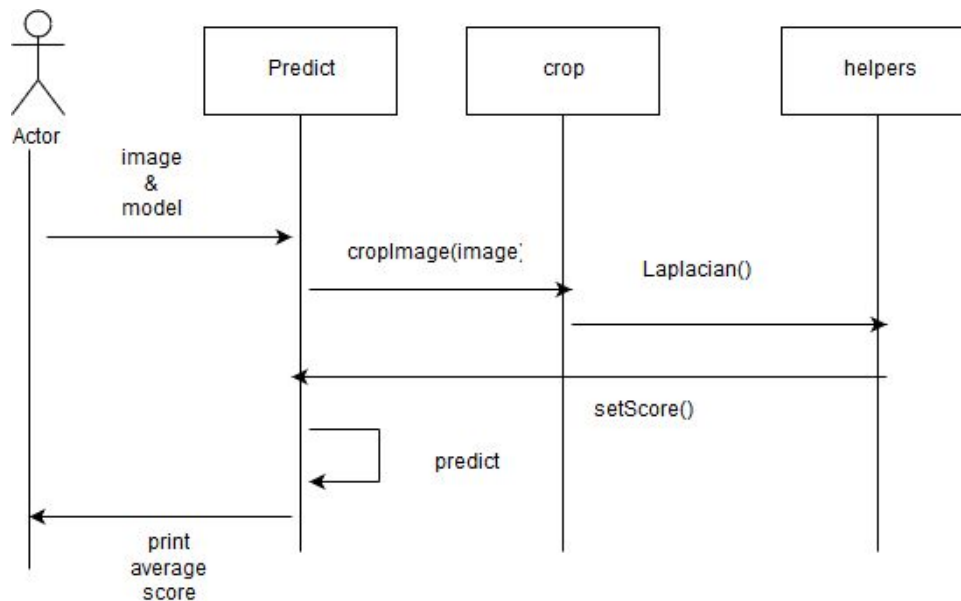 Predict
crop
helpers
Actor
image
&
model
cropImage(image)
Laplacian()
setScore()
predict
print
average
score